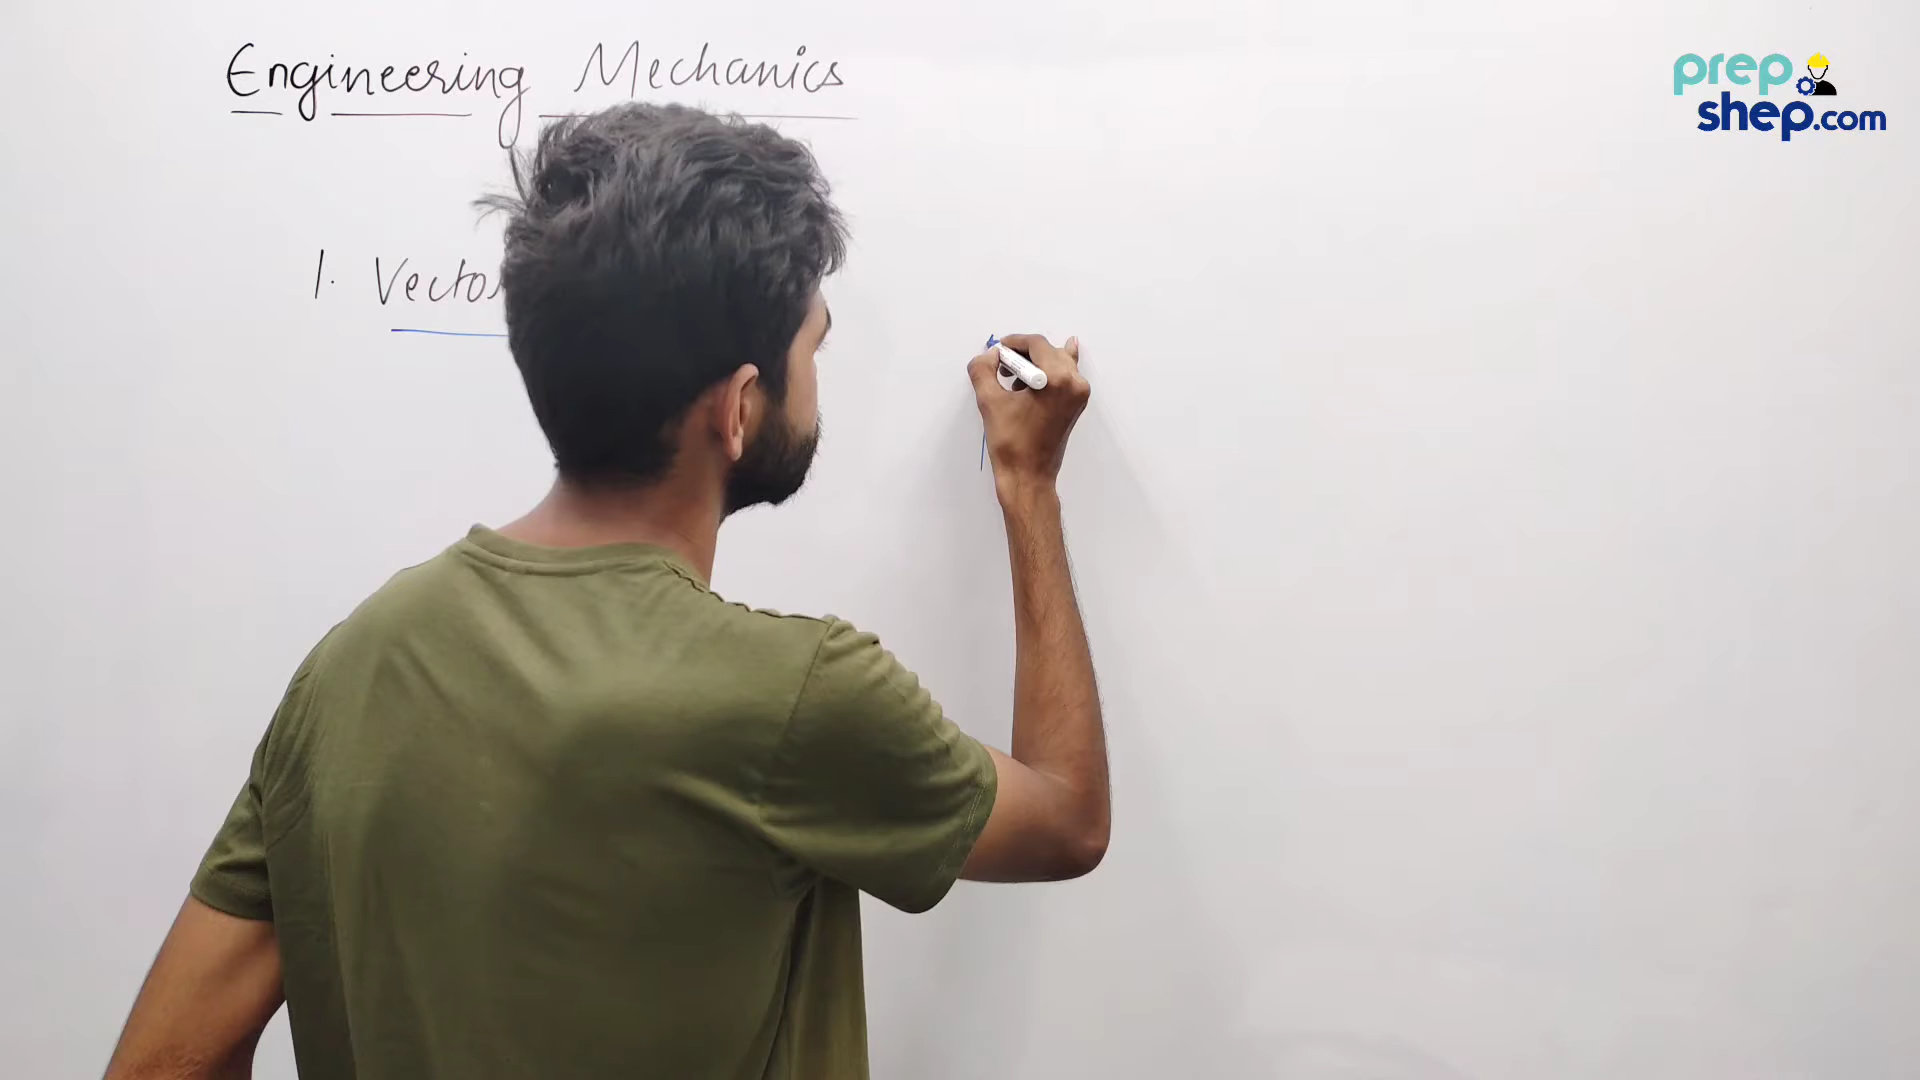 Engineering Mechanics
prep
shep.com
1. Vector